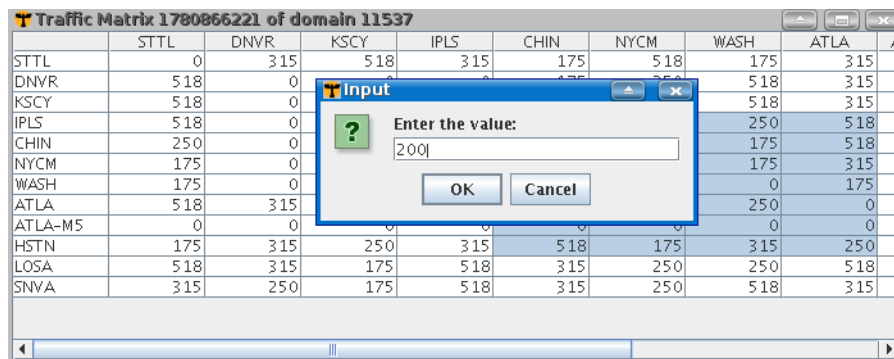 Traffic Matrix 1780866221 of domain 11537
STTL DNVR KSCY IPLS CHIN NYCM WASH ATLA
STTL 0 315 518 315 175 518 175 315
DNVR 518 0 518 315
KSCY 518 0 518 315
IPLS 518 0 250 518
CHIN 250 0 175 518
NYCM 175 0 175 315
WASH 175 0 0 175
ATLA 518 315 250 0
ATLA-M5 0 0 0 0 0 0 0 0
HSTN 175 315 250 315 518 175 315 250
LOSA 518 315 175 518 315 250 250 518
SNVA 315 250 175 518 315 250 518 315
Input
Enter the value:
200
OK Cancel